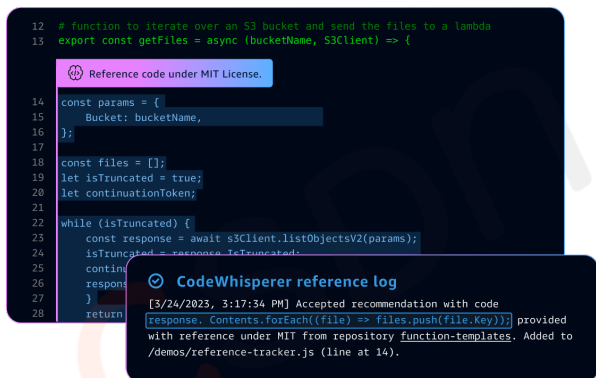 12 # function to iterate over an S3 bucket and send the files to a lambda
13 export const getFiles = async (bucketName, S3Client) => {
Reference code under MIT License.
14 const params = {
15 Bucket: bucketName,
16 };
17
18 const files = [];
19 let isTruncated = true;
20 let continuationToken;
21
22 while (isTruncated) {
23 const response = await s3Client.listObjectsV2(params);
24 isTruncated = response.IsTruncated;
25 continu
26 respons
27 }
28 return
CodeWhisperer reference log
[3/24/2023, 3:17:34 PM] Accepted recommendation with code
response. Contents.forEach((file) => files.push(file.Key)); provided
with reference under MIT from repository function-templates. Added to
/demos/reference-tracker.js (line at 14).